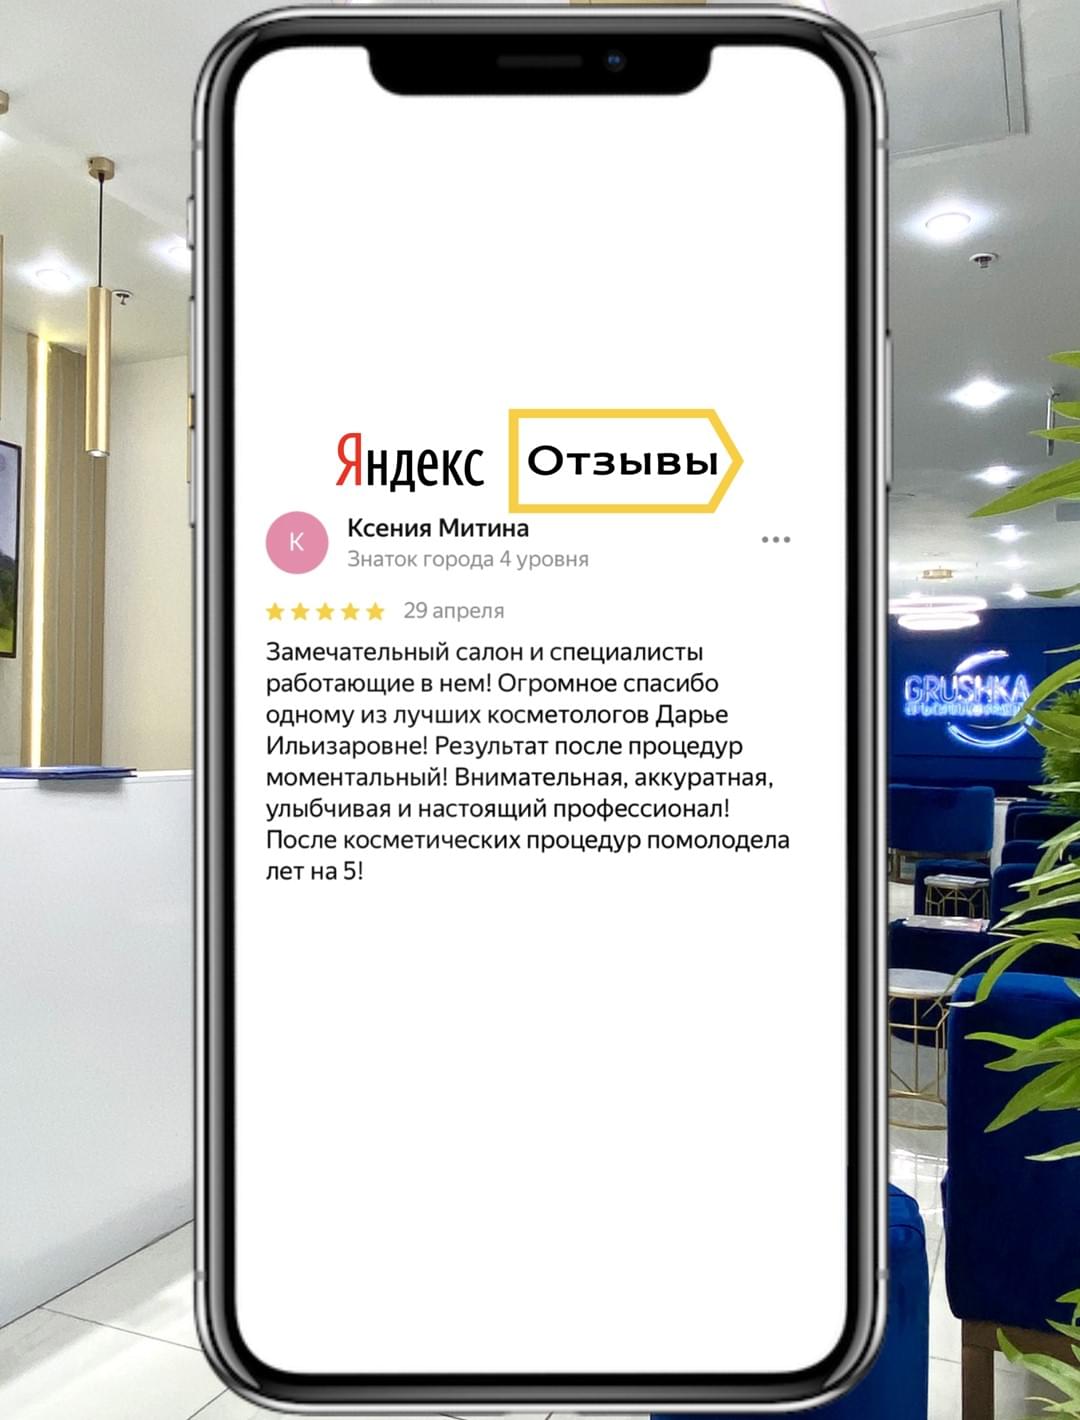 Яндекс Отзывы
К
Ксения Митина
Знаток города 4 уровня
29 апреля
Замечательный салон и специалисты
работающие в нем! Огромное спасибо
одному из лучших косметологов Дарье
Ильизаровне! Результат после процедур
моментальный! Внимательная, аккуратная,
улыбчивая и настоящий профессионал!
После косметических процедур помолодела
лет на 5!
GRUSHKA